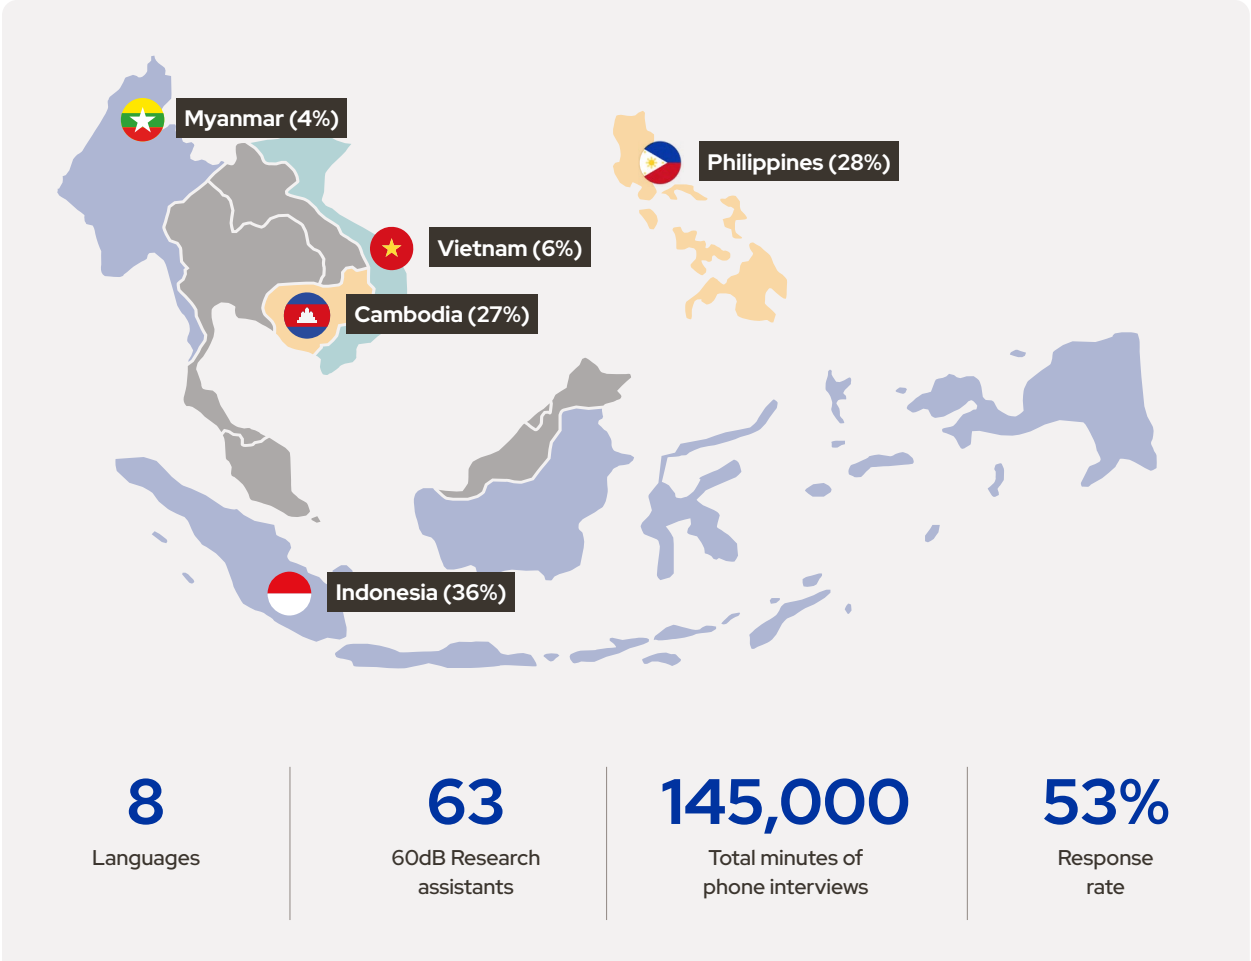 Myanmar (4%)
Philippines (28%)
Vietnam (6%)
Cambodia (27%)
Indonesia (36%)
8
Languages
63
60dB Research
assistants
145,000
Total minutes of
phone interviews
53%
Response
rate